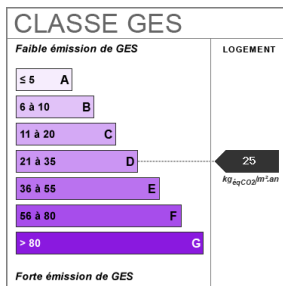 CLASSE GES
Faible émission de GES
LOGEMENT
≤ 5 A
6 à 10 B
11 à 20 C
21 à 35 D
25
kgéqCO2/m².an
36 à 55 E
56 à 80 F
> 80 G
Forte émission de GES